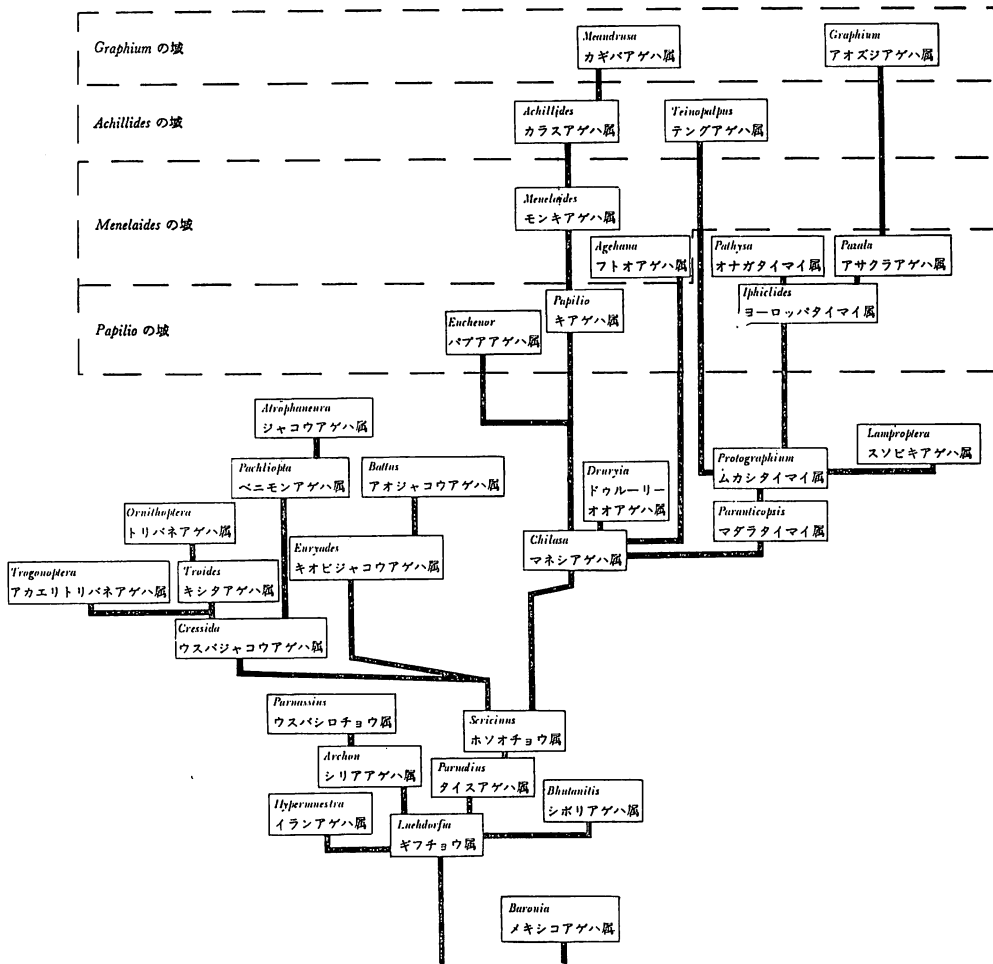 Graphium の域
Meandrusa
カギバアゲハ属
Graphium
アオスジアゲハ属
Achillides の域
Achillides
カラスアゲハ属
Teinopalpus
テングアゲハ属
Menelaides の域
Menelaides
モンキアゲハ属
Agehana
フトオアゲハ属
Pathysa
オナガタイマイ属
Pazala
アサクラアゲハ属
Papilio の域
Papilio
キアゲハ属
Iphiclides
ヨーロッパタイマイ属
Euchenor
パプアアゲハ属
Atrophaneura
ジャコウアゲハ属
Pachliopta
ベニモンアゲハ属
Battus
アオジャコウアゲハ属
Druryia
ドゥルーリー
オオアゲハ属
Protographium
ムカシタイマイ属
Lamproptera
スソビキアゲハ属
Ornithoptera
トリバネアゲハ属
Euryades
キオビジャコウアゲハ属
Chilasa
マネシアゲハ属
Paranticopsis
マダラタイマイ属
Trogonoptera
アカエリトリバネアゲハ属
Troides
キシタアゲハ属
Cressida
ウスバジャコウアゲハ属
Parnassius
ウスバシロチョウ属
Sericinus
ホソオチョウ属
Archon
シリアアゲハ属
Parnalius
タイスアゲハ属
Bhutanitis
シボリアゲハ属
Hypermnestra
イランアゲハ属
Luehdorfia
ギフチョウ属
Baronia
メキシコアゲハ属